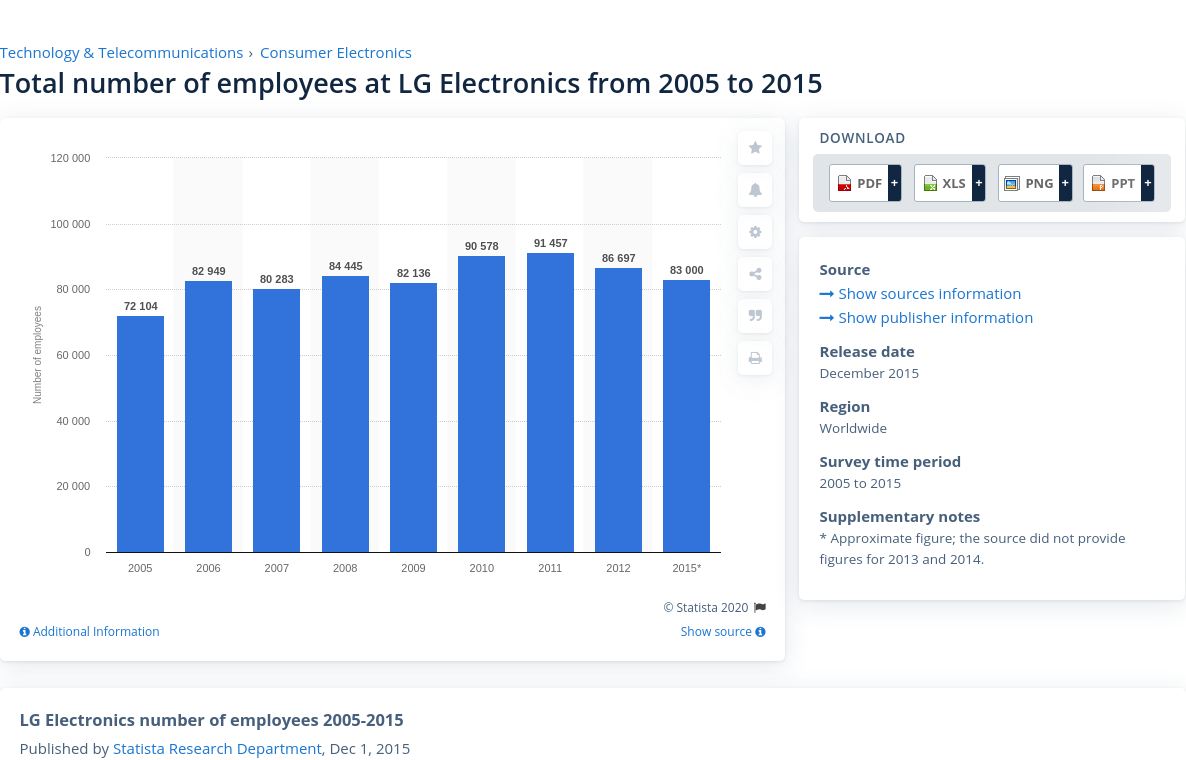 Technology & Telecommunications › Consumer Electronics
Total number of employees at LG Electronics from 2005 to 2015
120 000
100 000
80 000
60 000
40 000
20 000
0
Number of employees
72 104
82 949
80 283
84 445
82 136
90 578
91 457
86 697
83 000
2005
2006
2007
2008
2009
2010
2011
2012
2015*
© Statista 2020
Additional Information
Show source
DOWNLOAD
PDF +
XLS +
PNG +
PPT +
Source
Show sources information
Show publisher information
Release date
December 2015
Region
Worldwide
Survey time period
2005 to 2015
Supplementary notes
* Approximate figure; the source did not provide
figures for 2013 and 2014.
LG Electronics number of employees 2005-2015
Published by Statista Research Department, Dec 1, 2015